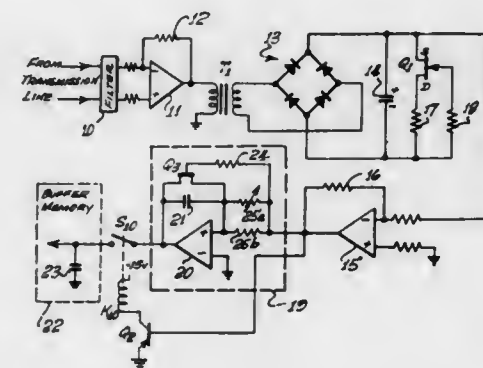 12
FROM
TRANSMISSION
LINE
FILTER
10
11
T1
13
14
+
Q1
S
D
17
18
Q3
24
21
25a
25b
20
19
16
15
BUFFER
MEMORY
S10
23
22
K10
Q2